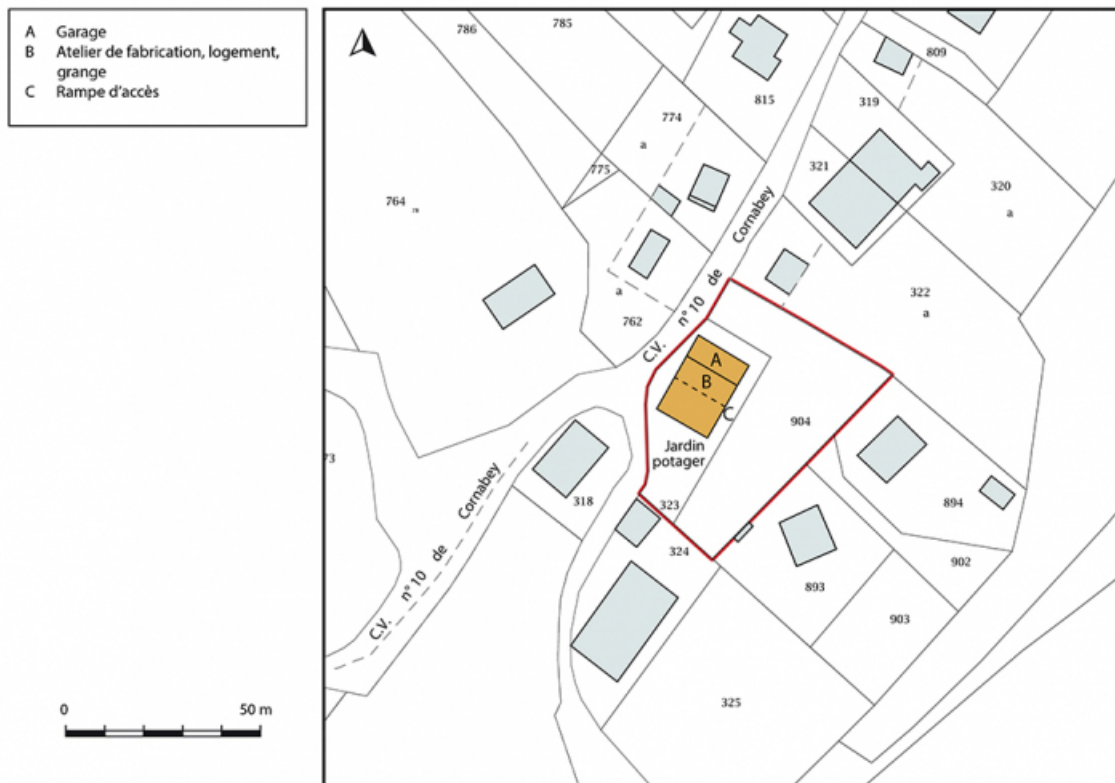 A Garage
B Atelier de fabrication, logement,
grange
C Rampe d'accès
0 50 m
786
785
809
815
319
774
a
321
775
320
a
764
Cornabey
de
n° 10
C.V.
322
a
a
762
A
B
C
904
Jardin
potager
Cornabey
de
n° 10
C.V.
318
323
324
894
902
893
903
325